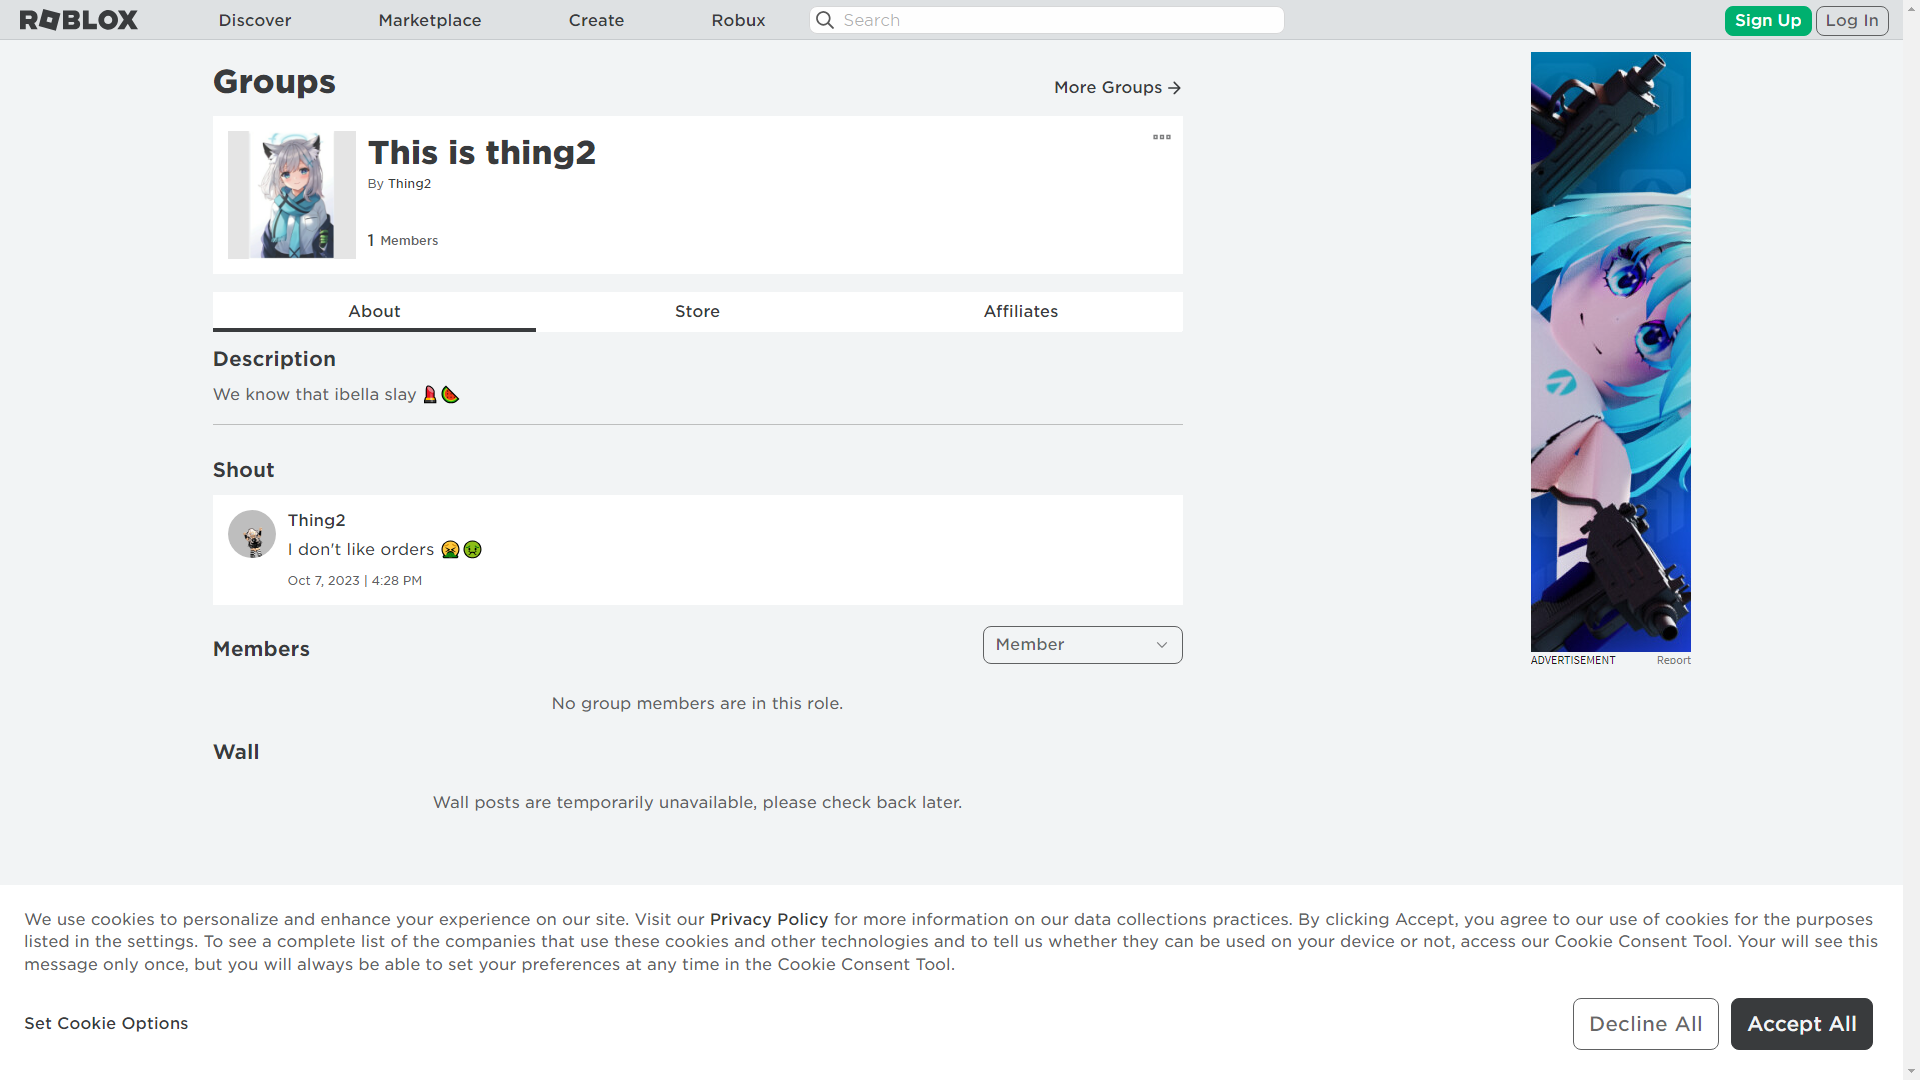 ROBLOX
Discover
Marketplace
Create
Robux
Search
Sign Up
Log In
Groups
More Groups
This is thing2
By Thing2
1 Members
About
Store
Affiliates
Description
We know that ibella slay 💄🍉
Shout
Thing2
I don't like orders 🤮🤢
Oct 7, 2023 | 4:28 PM
Members
Member
No group members are in this role.
Wall
Wall posts are temporarily unavailable, please check back later.
ADVERTISEMENT
Report
We use cookies to personalize and enhance your experience on our site. Visit our Privacy Policy for more information on our data collections practices. By clicking Accept, you agree to our use of cookies for the purposes
listed in the settings. To see a complete list of the companies that use these cookies and other technologies and to tell us whether they can be used on your device or not, access our Cookie Consent Tool. Your will see this
message only once, but you will always be able to set your preferences at any time in the Cookie Consent Tool.
Set Cookie Options
Decline All
Accept All